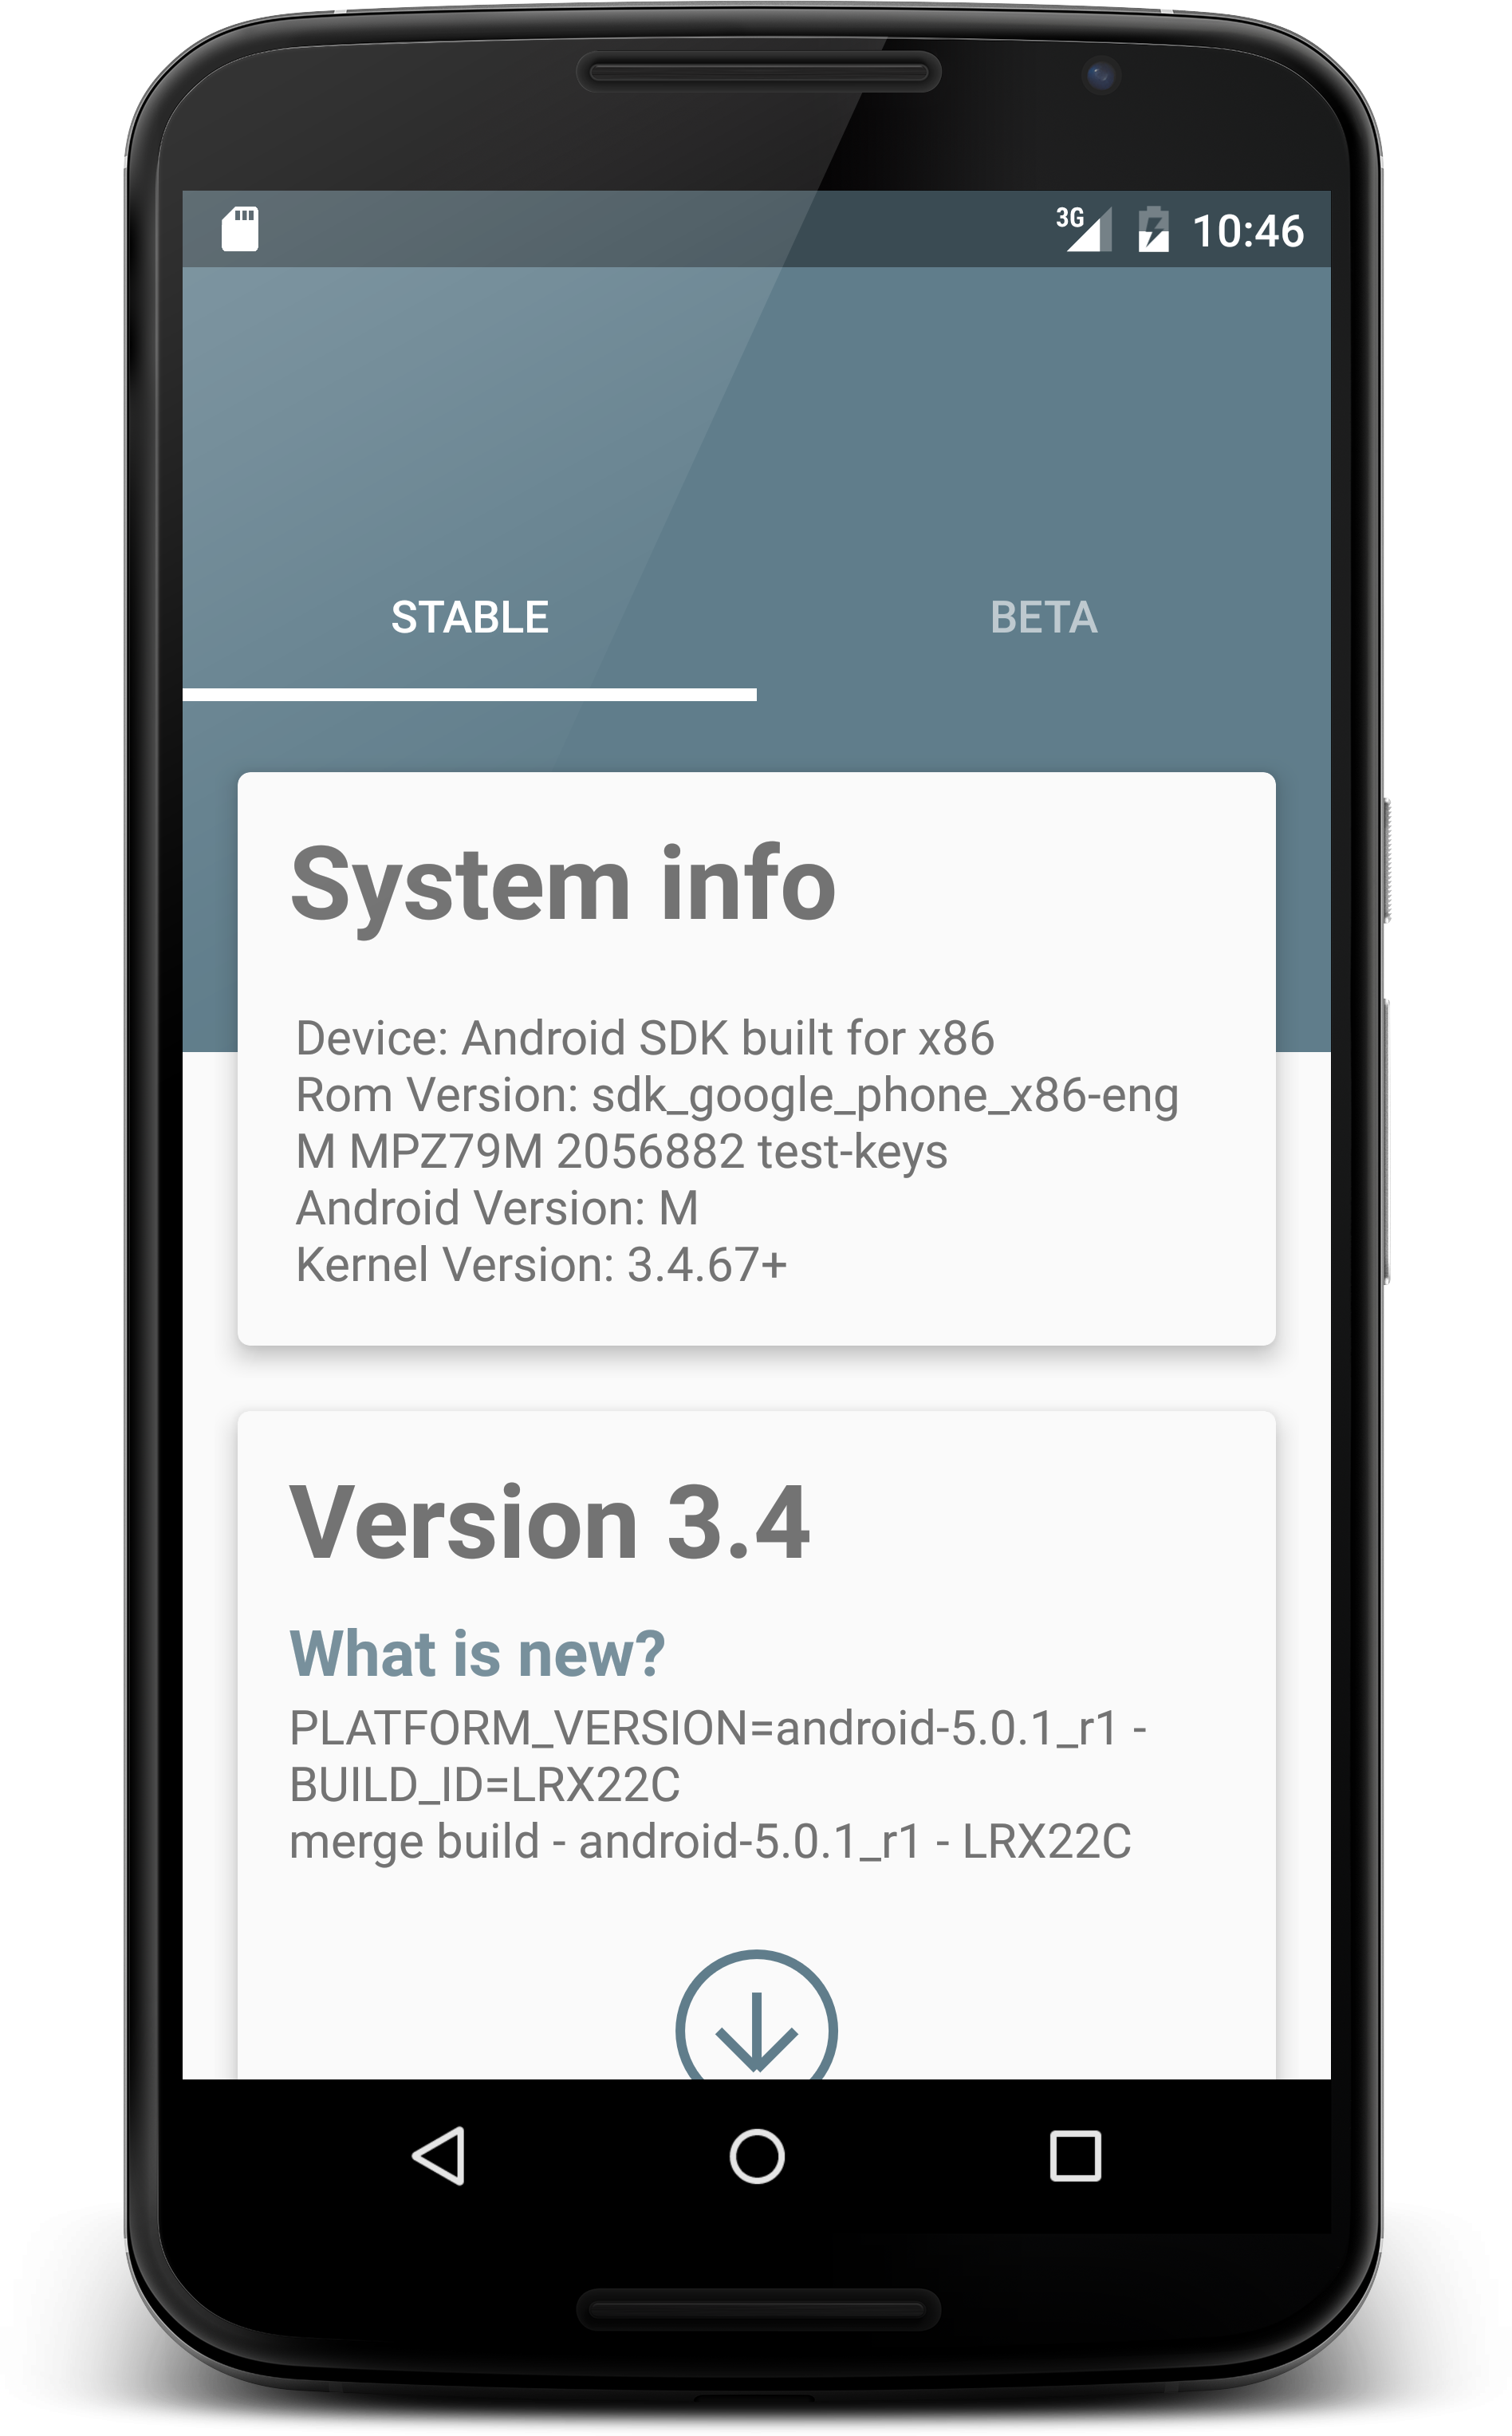 3G 10:46
STABLE BETA
System info
Device: Android SDK built for x86
Rom Version: sdk_google_phone_x86-eng
M MPZ79M 2056882 test-keys
Android Version: M
Kernel Version: 3.4.67+
Version 3.4
What is new?
PLATFORM_VERSION=android-5.0.1_r1 -
BUILD_ID=LRX22C
merge build - android-5.0.1_r1 - LRX22C